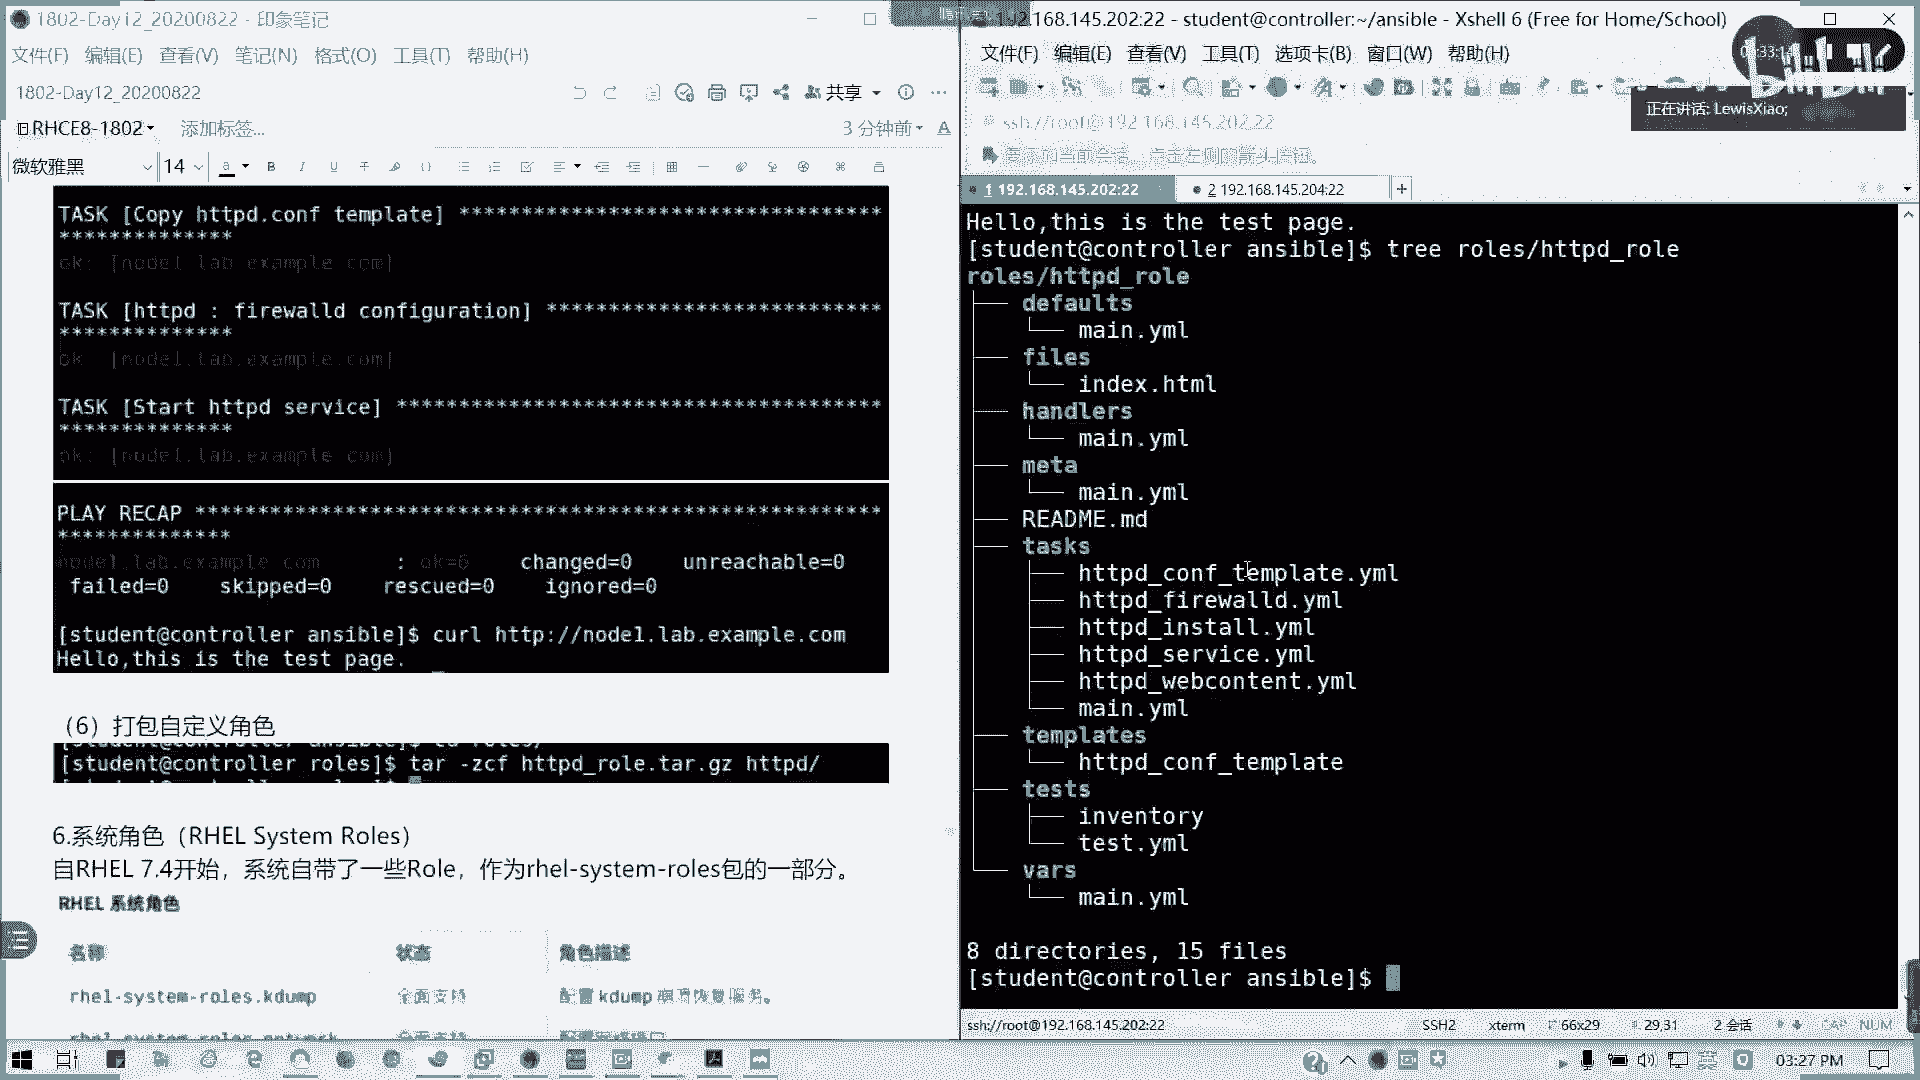 1802-Day12_20200822 - 印象笔记
文件(F) 编辑(E) 查看(V) 笔记(N) 格式(O) 工具(T) 帮助(H)
1802-Day12_20200822
共享
RHCE8-1802
添加标签...
3 分钟前
微软雅黑
14
TASK [Copy httpd.conf template] ************************************
**************
ok: [node1.lab.example.com]
TASK [httpd : firewalld configuration] *****************************
**************
ok: [node1.lab.example.com]
TASK [Start httpd service] *****************************************
**************
ok: [node1.lab.example.com]
PLAY RECAP *********************************************************
**************
node1.lab.example.com : ok=6 changed=0 unreachable=0
failed=0 skipped=0 rescued=0 ignored=0
[student@controller ansible]$ curl http://node1.lab.example.com
Hello,this is the test page.
（6）打包自定义角色
[student@controller roles]$ tar -zcf httpd_role.tar.gz httpd/
6.系统角色（RHEL System Roles）
自RHEL 7.4开始，系统自带了一些Role，作为rhel-system-roles包的一部分。
RHEL 系统角色
名称 状态 角色描述
rhel-system-roles.kdump 全面支持 配置 kdump 崩溃恢复服务。
192.168.145.202:22 - student@controller:~/ansible - Xshell 6 (Free for Home/School)
文件(F) 编辑(E) 查看(V) 工具(T) 选项卡(B) 窗口(W) 帮助(H)
正在讲话: LewisXiao;
ssh://root@192.168.145.202:22
1 192.168.145.202:22
2 192.168.145.204:22
Hello,this is the test page.
[student@controller ansible]$ tree roles/httpd_role
roles/httpd_role
├── defaults
│   └── main.yml
├── files
│   └── index.html
├── handlers
│   └── main.yml
├── meta
│   └── main.yml
├── README.md
├── tasks
│   ├── httpd_conf_template.yml
│   ├── httpd_firewalld.yml
│   ├── httpd_install.yml
│   ├── httpd_service.yml
│   ├── httpd_webcontent.yml
│   └── main.yml
├── templates
│   └── httpd_conf_template
├── tests
│   ├── inventory
│   └── test.yml
└── vars
    └── main.yml
8 directories, 15 files
[student@controller ansible]$
ssh://root@192.168.145.202:22
SSH2 xterm 66x29 29,31 2 会话 CAP NUM
英
03:27 PM